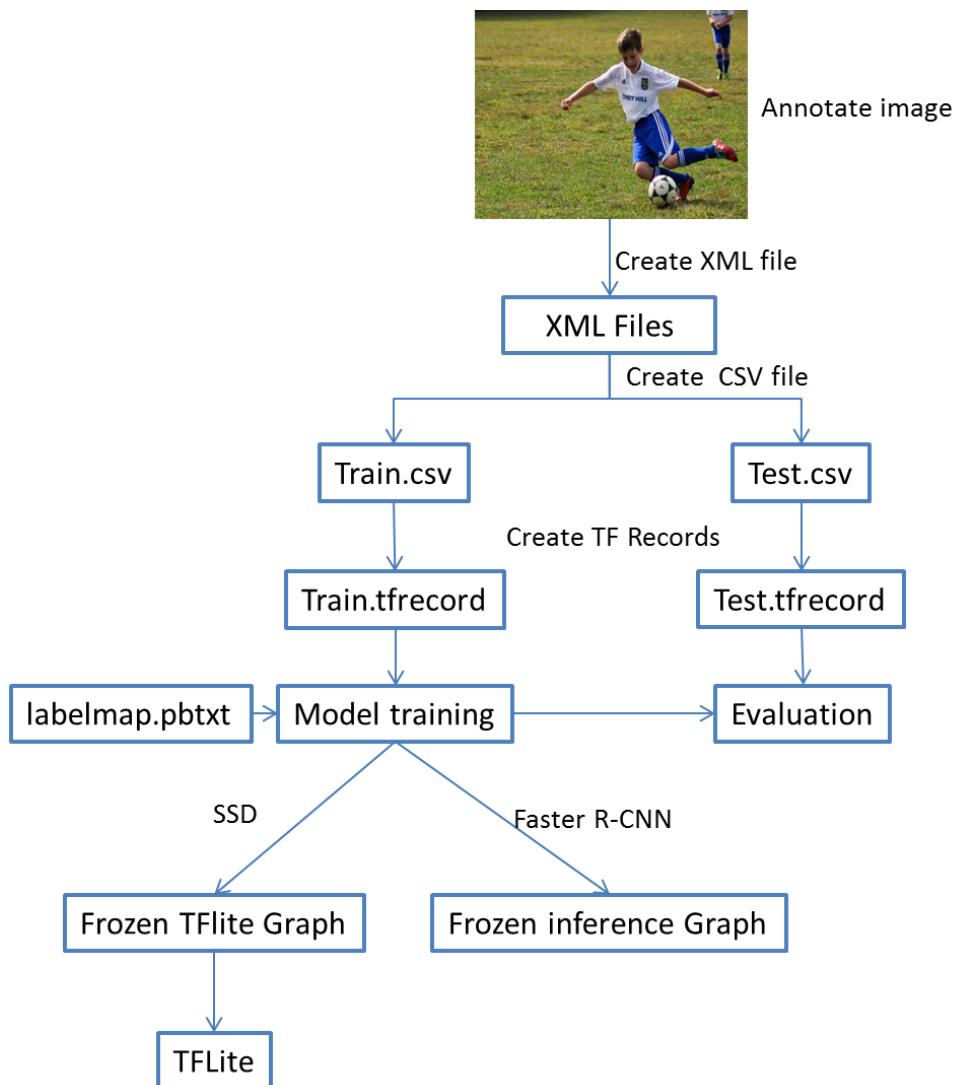 Annotate image
Create XML file
XML Files
Create CSV file
Train.csv
Test.csv
Create TF Records
Train.tfrecord
Test.tfrecord
labelmap.pbtxt
Model training
Evaluation
SSD
Faster R-CNN
Frozen TFlite Graph
Frozen inference Graph
TFLite